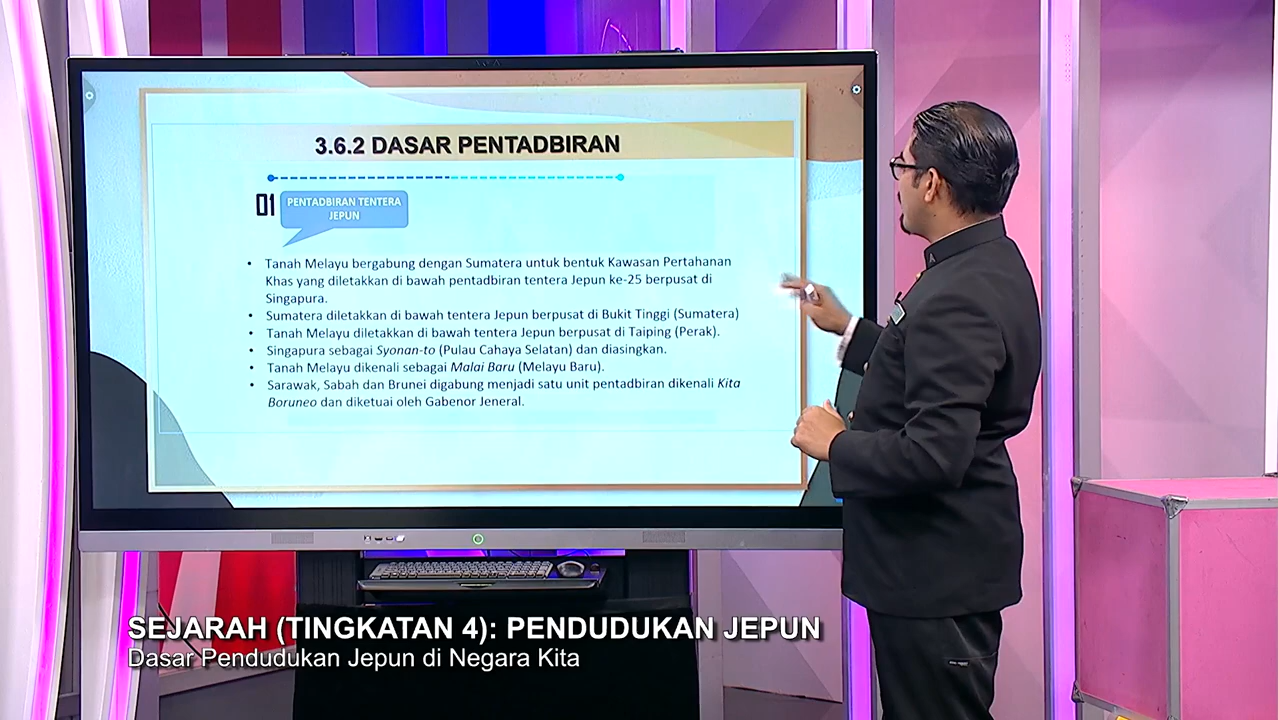 3.6.2 DASAR PENTADBIRAN
01
PENTADBIRAN TENTERA
JEPUN
• Tanah Melayu bergabung dengan Sumatera untuk bentuk Kawasan Pertahanan
Khas yang diletakkan di bawah pentadbiran tentera Jepun ke-25 berpusat di
Singapura.
• Sumatera diletakkan di bawah tentera Jepun berpusat di Bukit Tinggi (Sumatera)
• Tanah Melayu diletakkan di bawah tentera Jepun berpusat di Taiping (Perak).
• Singapura sebagai Syonan-to (Pulau Cahaya Selatan) dan diasingkan.
• Tanah Melayu dikenali sebagai Malai Baru (Melayu Baru).
• Sarawak, Sabah dan Brunei digabung menjadi satu unit pentadbiran dikenali Kita
Boruneo dan diketuai oleh Gabenor Jeneral.
SEJARAH (TINGKATAN 4): PENDUDUKAN JEPUN
Dasar Pendudukan Jepun di Negara Kita